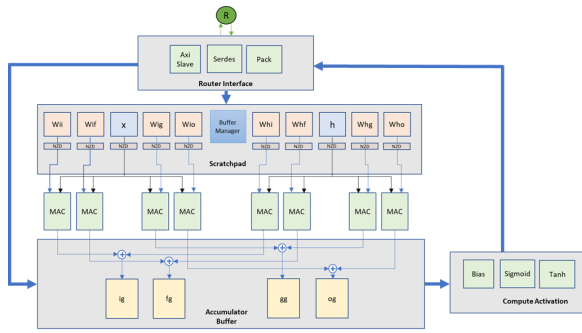 R
Axi
Slave
Serdes
Pack
Router Interface
Wii
Wif
x
Wig
Wio
Buffer
Manager
Whi
Whf
h
Whg
Who
NZD
NZD
NZD
NZD
NZD
NZD
NZD
NZD
NZD
NZD
Scratchpad
MAC
MAC
MAC
MAC
MAC
MAC
MAC
MAC
ig
fg
gg
og
Accumulator
Buffer
Bias
Sigmoid
Tanh
Compute Activation